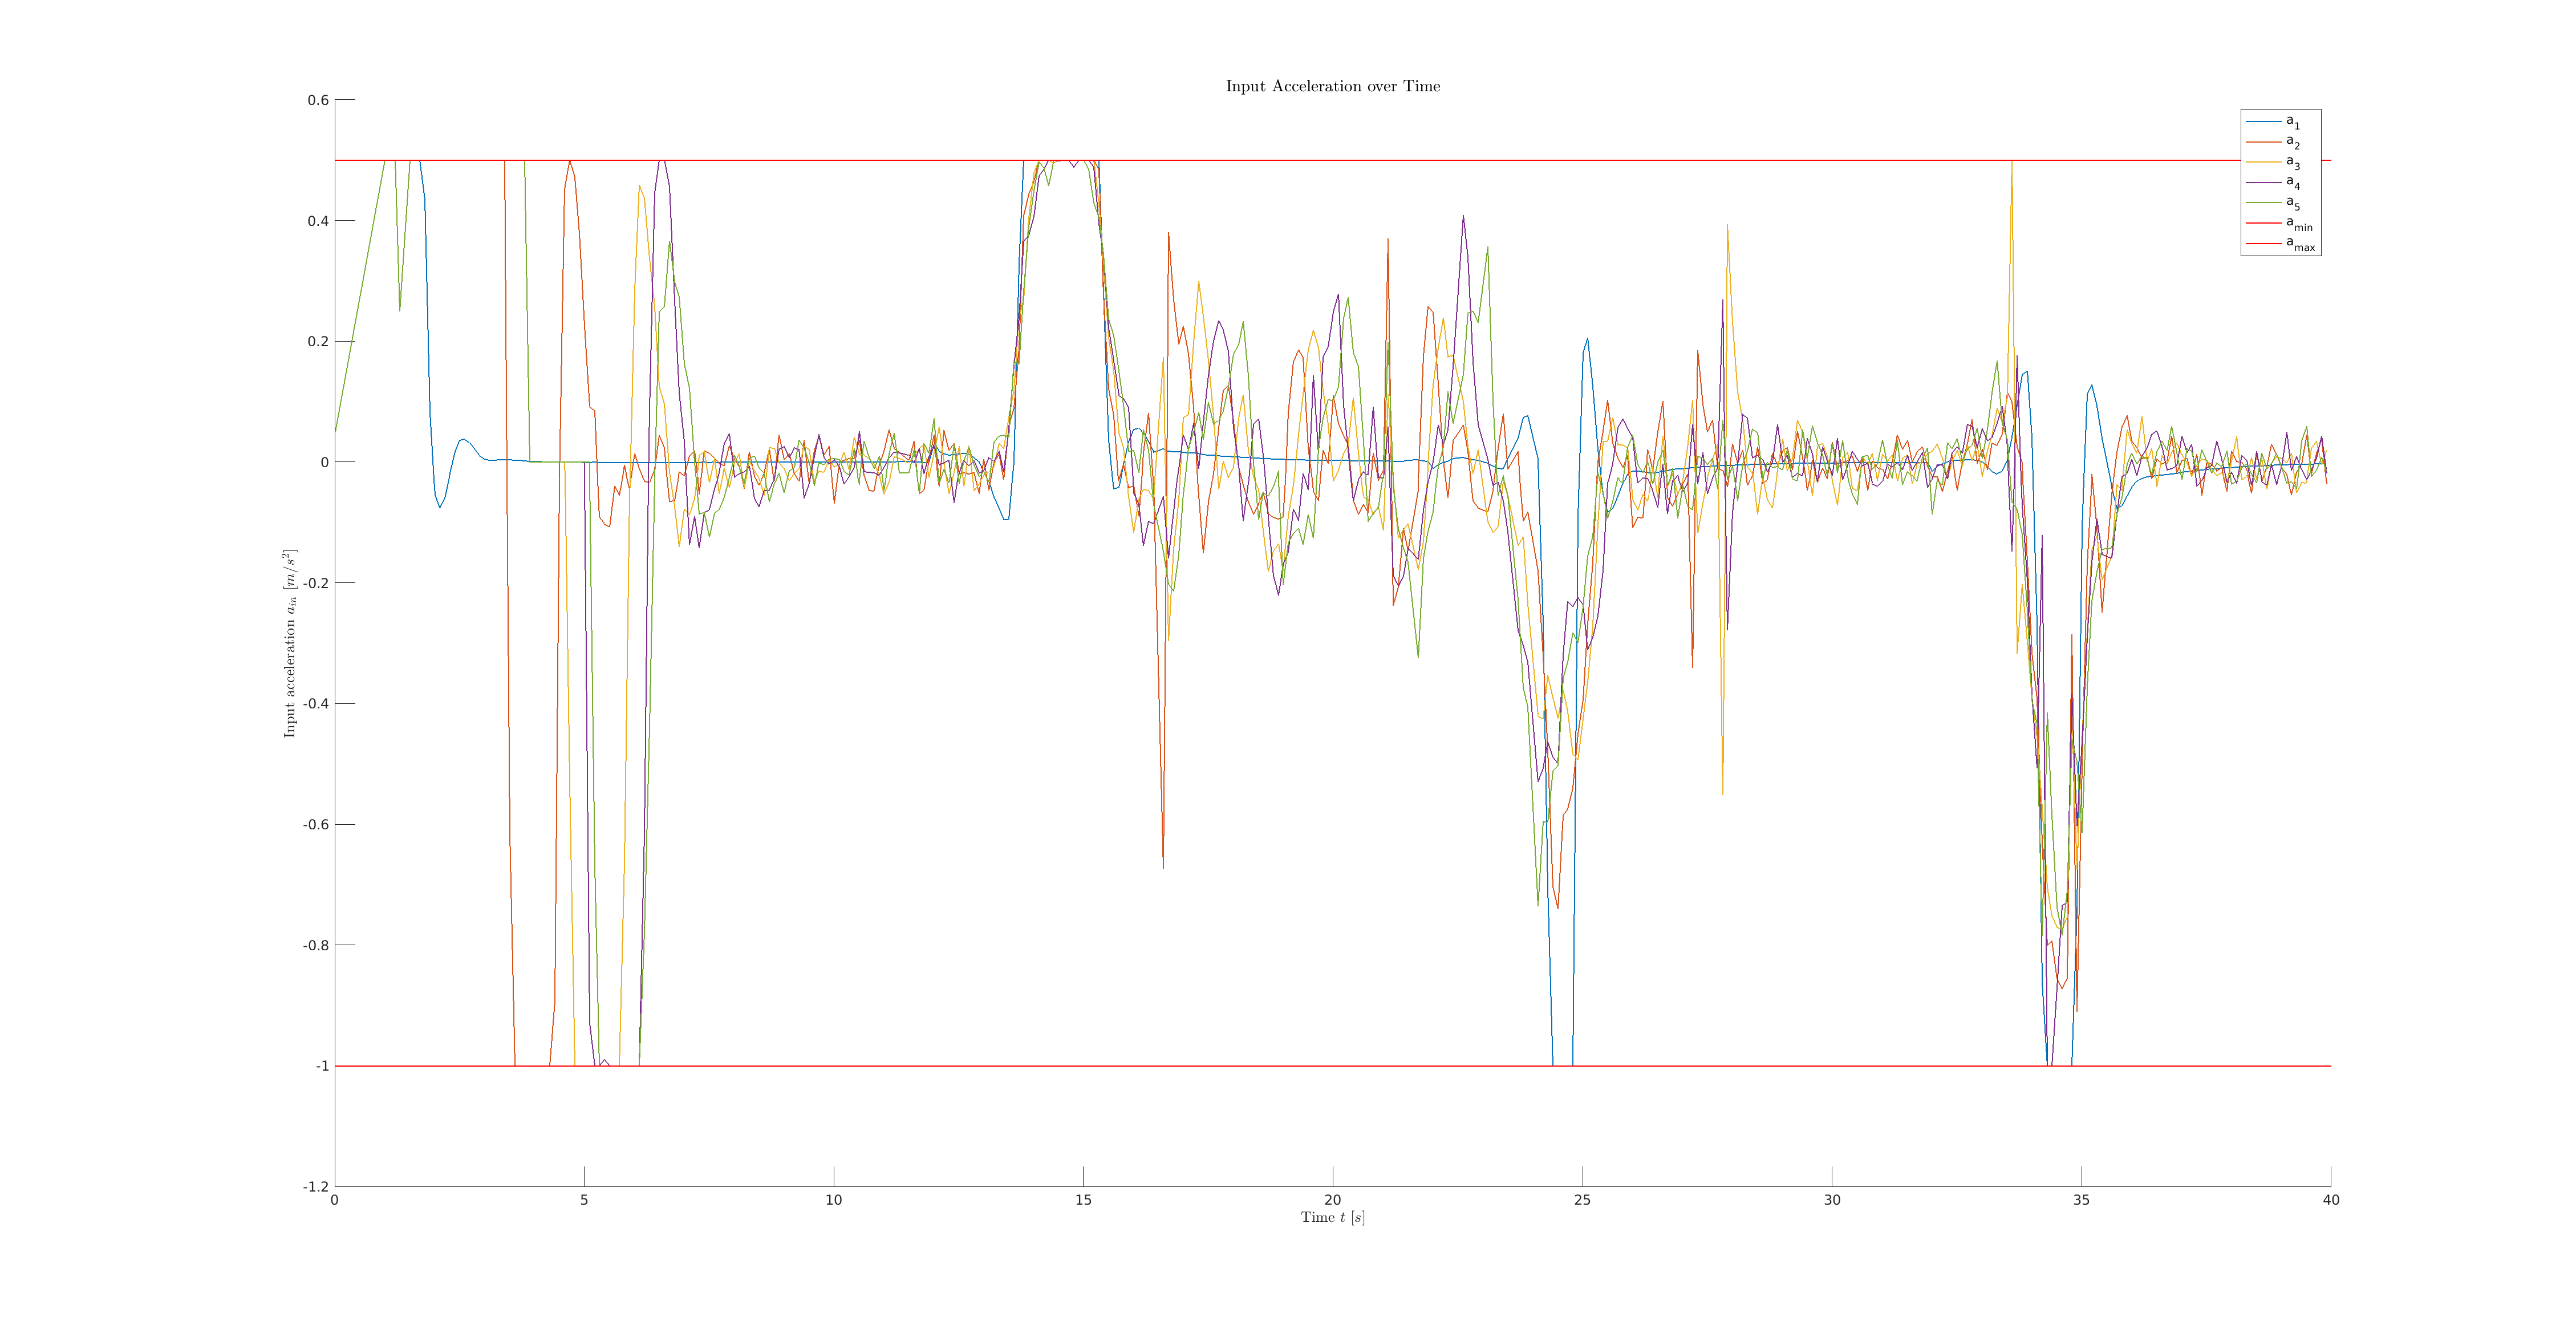 Input Acceleration over Time
0.6
0.4
0.2
0
-0.2
-0.4
-0.6
-0.8
-1
-1.2
Input acceleration a_in [m/s^2]
0 5 10 15 20 25 30 35 40
Time t [s]
a_1
a_2
a_3
a_4
a_5
a_min
a_max